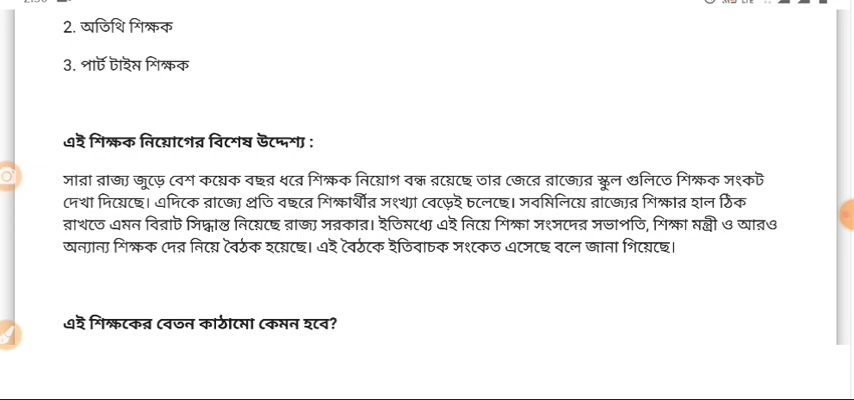 2. অতিথি শিক্ষক
3. পার্ট টাইম শিক্ষক
এই শিক্ষক নিয়োগের বিশেষ উদ্দেশ্য :
সারা রাজ্য জুড়ে বেশ কয়েক বছর ধরে শিক্ষক নিয়োগ বন্ধ রয়েছে তার জেরে রাজ্যের স্কুল গুলিতে শিক্ষক সংকট
দেখা দিয়েছে। এদিকে রাজ্যে প্রতি বছরে শিক্ষার্থীর সংখ্যা বেড়েই চলেছে। সবমিলিয়ে রাজ্যের শিক্ষার হাল ঠিক
রাখতে এমন বিরাট সিদ্ধান্ত নিয়েছে রাজ্য সরকার। ইতিমধ্যে এই নিয়ে শিক্ষা সংসদের সভাপতি, শিক্ষা মন্ত্রী ও আরও
অন্যান্য শিক্ষক দের নিয়ে বৈঠক হয়েছে। এই বৈঠকে ইতিবাচক সংকেত এসেছে বলে জানা গিয়েছে।
এই শিক্ষকের বেতন কাঠামো কেমন হবে?